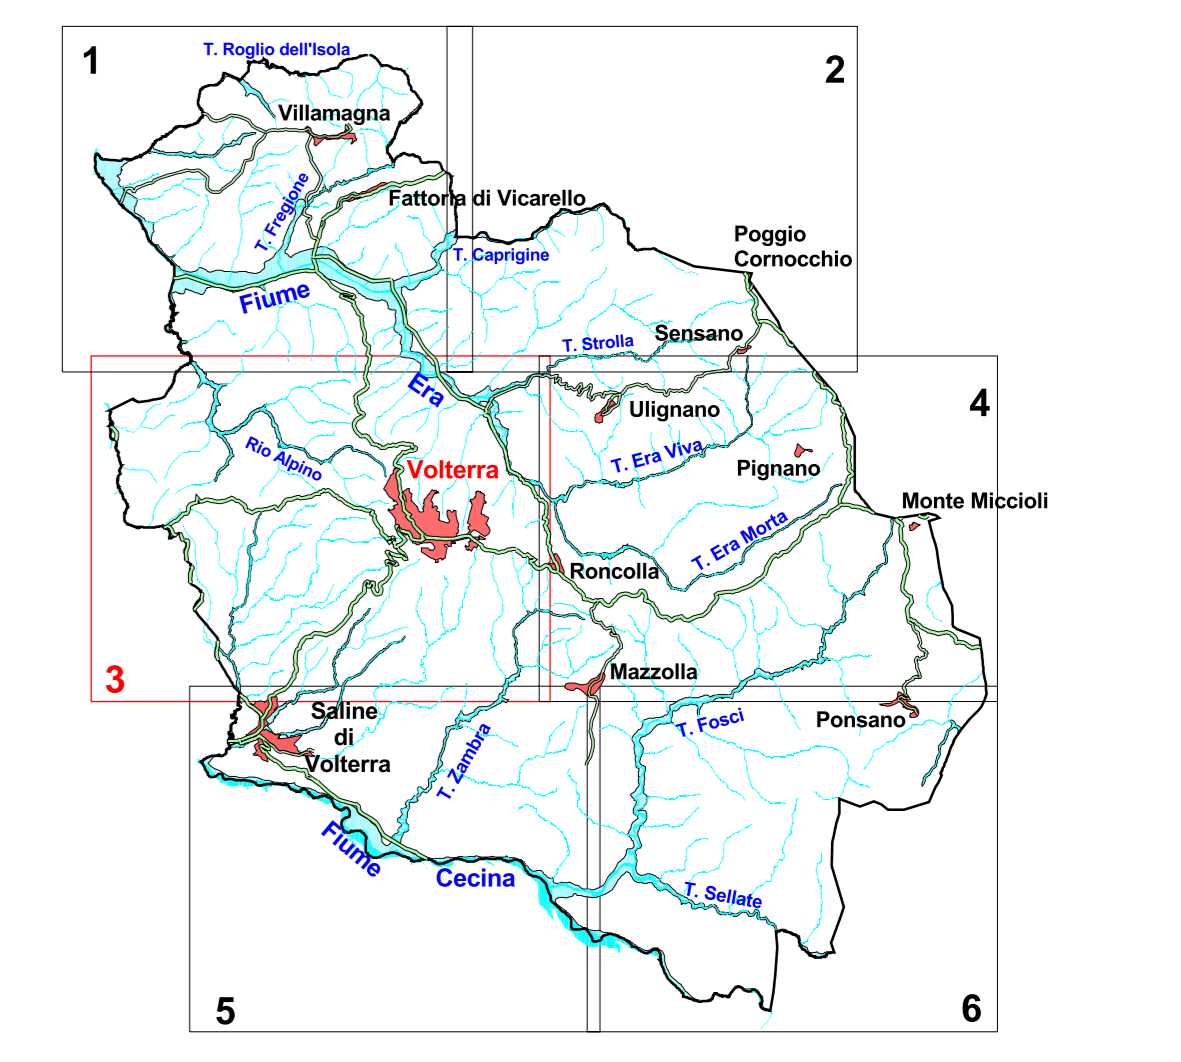 1
T. Roglio dell'Isola
2
Villamagna
T. Fregione
Fattoria di Vicarello
Poggio
Cornocchio
T. Caprigine
Fiume
Sensano
T. Strolla
Era
4
Ulignano
Rio Alpino
Volterra
T. Era Viva
Pignano
Monte Miccioli
T. Era Morta
Roncolla
3
Mazzolla
Saline
di
Volterra
T. Zambra
T. Fosci
Ponsano
Fiume
Cecina
T. Sellate
5
6